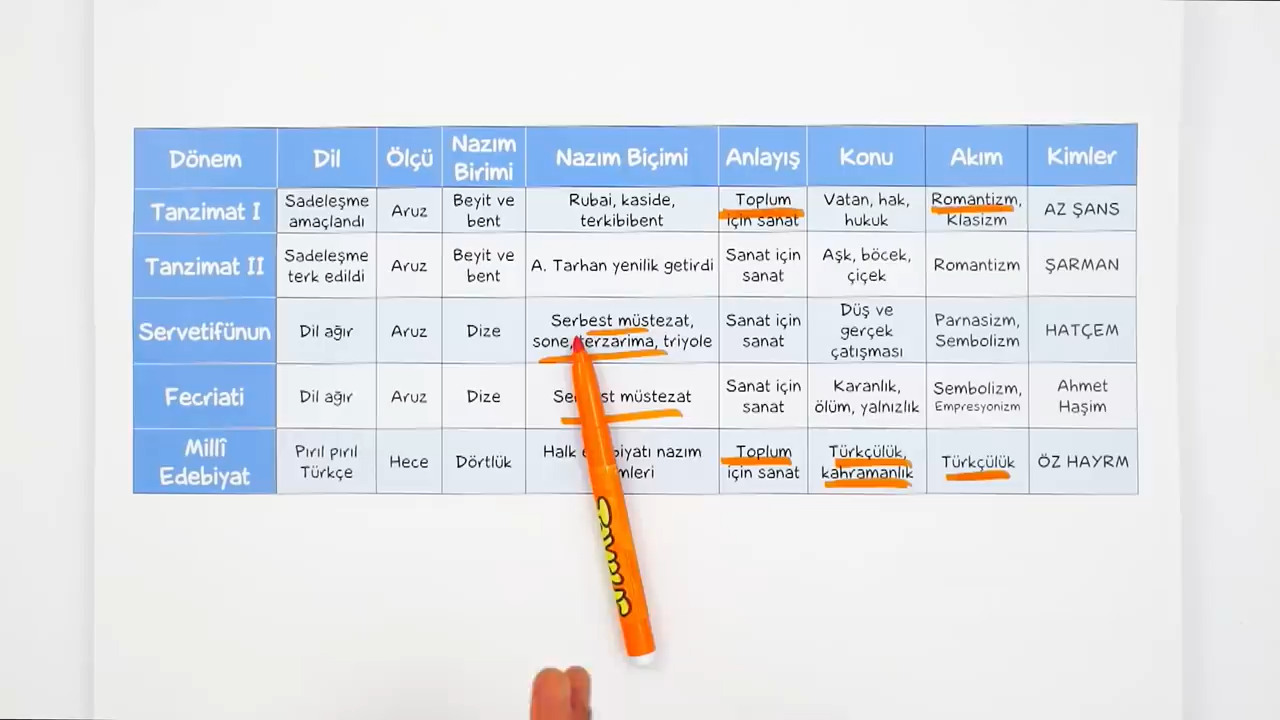 Dönem
Dil
Ölçü
Nazım
Birimi
Nazım Biçimi
Anlayış
Konu
Akım
Kimler
Tanzimat I
Sadeleşme
amaçlandı
Aruz
Beyit ve
bent
Rubai, kaside,
terkibibent
Toplum
için sanat
Vatan, hak,
hukuk
Romantizm,
Klasizm
AZ ŞANS
Tanzimat II
Sadeleşme
terk edildi
Aruz
Beyit ve
bent
A. Tarhan yenilik getirdi
Sanat için
sanat
Aşk, böcek,
çiçek
Romantizm
ŞARMAN
Servetifünun
Dil ağır
Aruz
Dize
Serbest müstezat,
sone, terzarima, triyole
Sanat için
sanat
Düş ve
gerçek
çatışması
Parnasizm,
Sembolizm
HATÇEM
Fecriati
Dil ağır
Aruz
Dize
müstezat
Sanat için
sanat
Karanlık,
ölüm, yalnızlık
Sembolizm,
Empresyonizm
Ahmet
Haşim
Millî
Edebiyat
Pırıl pırıl
Türkçe
Hece
Dörtlük
Halk nazım
Toplum
için sanat
Türkçülük,
kahramanlık
Türkçülük
ÖZ HAYRM